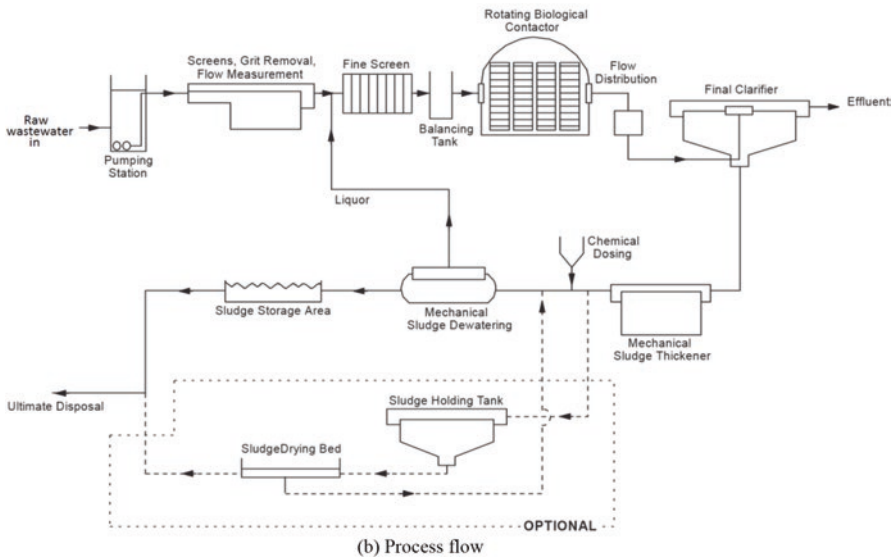 Rotating Biological
Contactor
Screens, Grit Removal,
Flow Measurement
Fine Screen
Flow
Distribution
Final Clarifier
Effluent
Raw
wastewater
in
Pumping
Station
Balancing
Tank
Liquor
Chemical
Dosing
Sludge Storage Area
Mechanical
Sludge Dewatering
Mechanical
Sludge Thickener
Ultimate Disposal
Sludge Holding Tank
SludgeDrying Bed
OPTIONAL
(b) Process flow